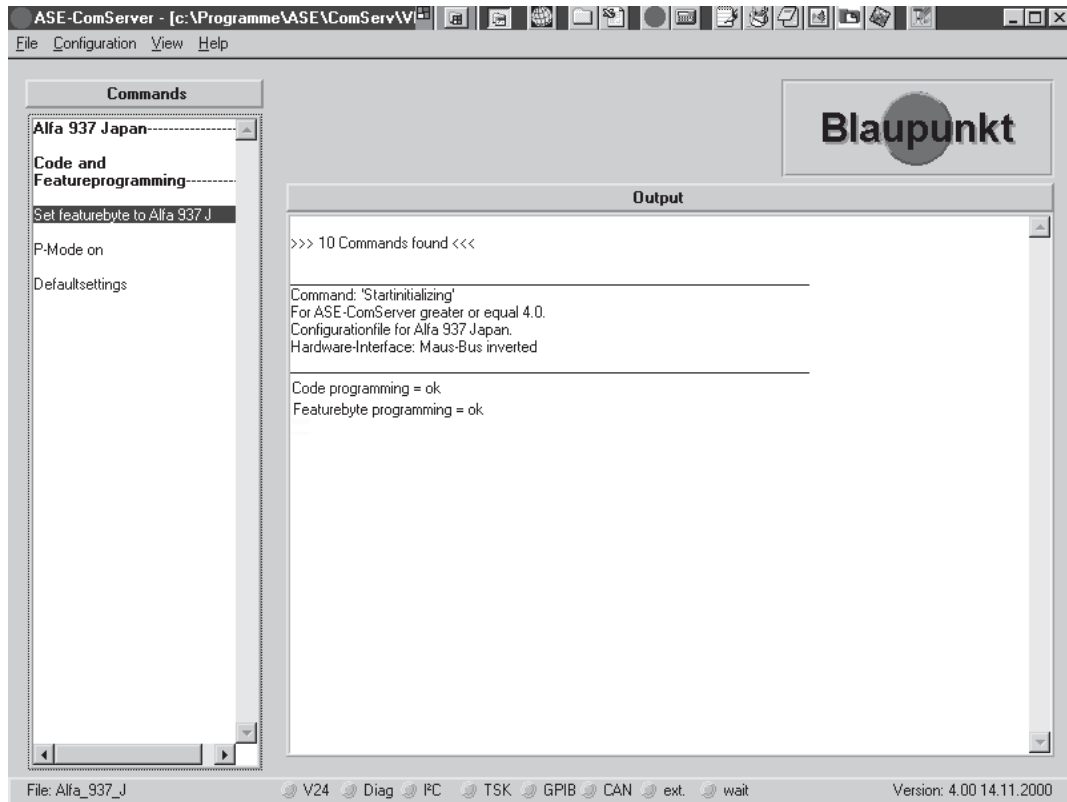 ASE-ComServer - [c:\Programme\ASE\ComServ\V
File Configuration View Help
Commands
Alfa 937 Japan----------------
Code and
Featureprogramming---------
Set featurebyte to Alfa 937 J
P-Mode on
Defaultsettings
Blaupunkt
Output
>>> 10 Commands found <<<
Command: 'Startinitializing'
For ASE-ComServer greater or equal 4.0.
Configurationfile for Alfa 937 Japan.
Hardware-Interface: Maus-Bus inverted
Code programming = ok
Featurebyte programming = ok
File: Alfa_937_J V24 Diag I²C TSK GPIB CAN ext. wait Version: 4.00 14.11.2000